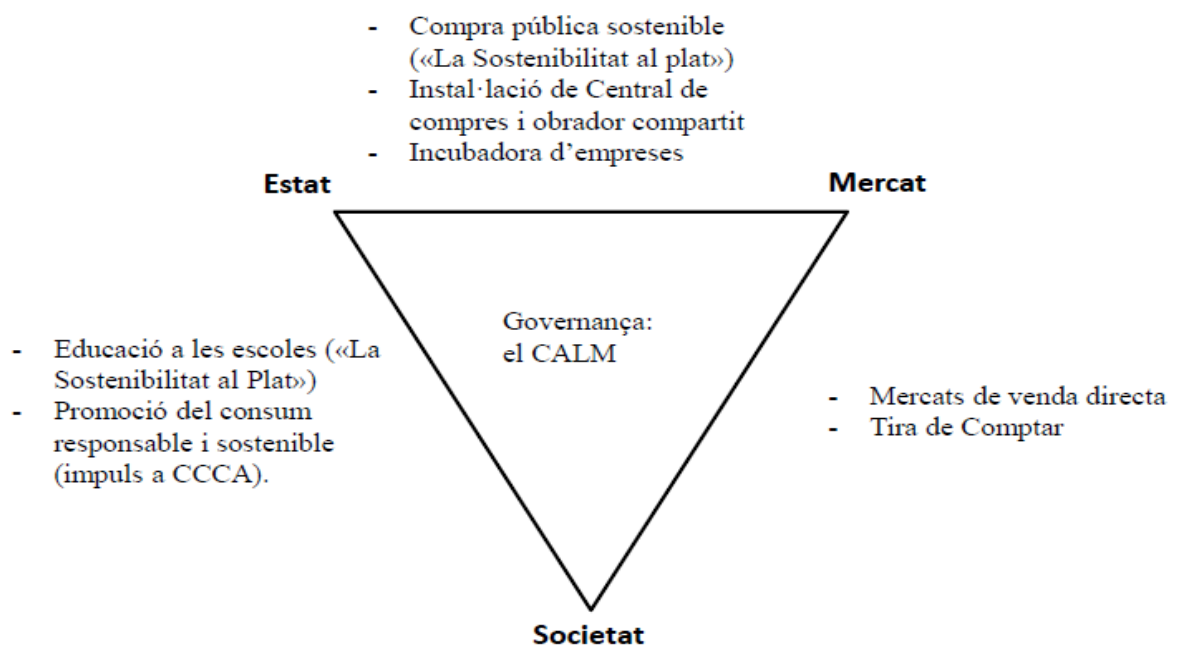 - Compra pública sostenible
(«La Sostenibilitat al plat»)
- Instal·lació de Central de
compres i obrador compartit
- Incubadora d’empreses
Estat
Mercat
Governança:
el CALM
- Educació a les escoles («La
Sostenibilitat al Plat»)
- Promoció del consum
responsable i sostenible
(impuls a CCCA).
- Mercats de venda directa
- Tira de Comptar
Societat